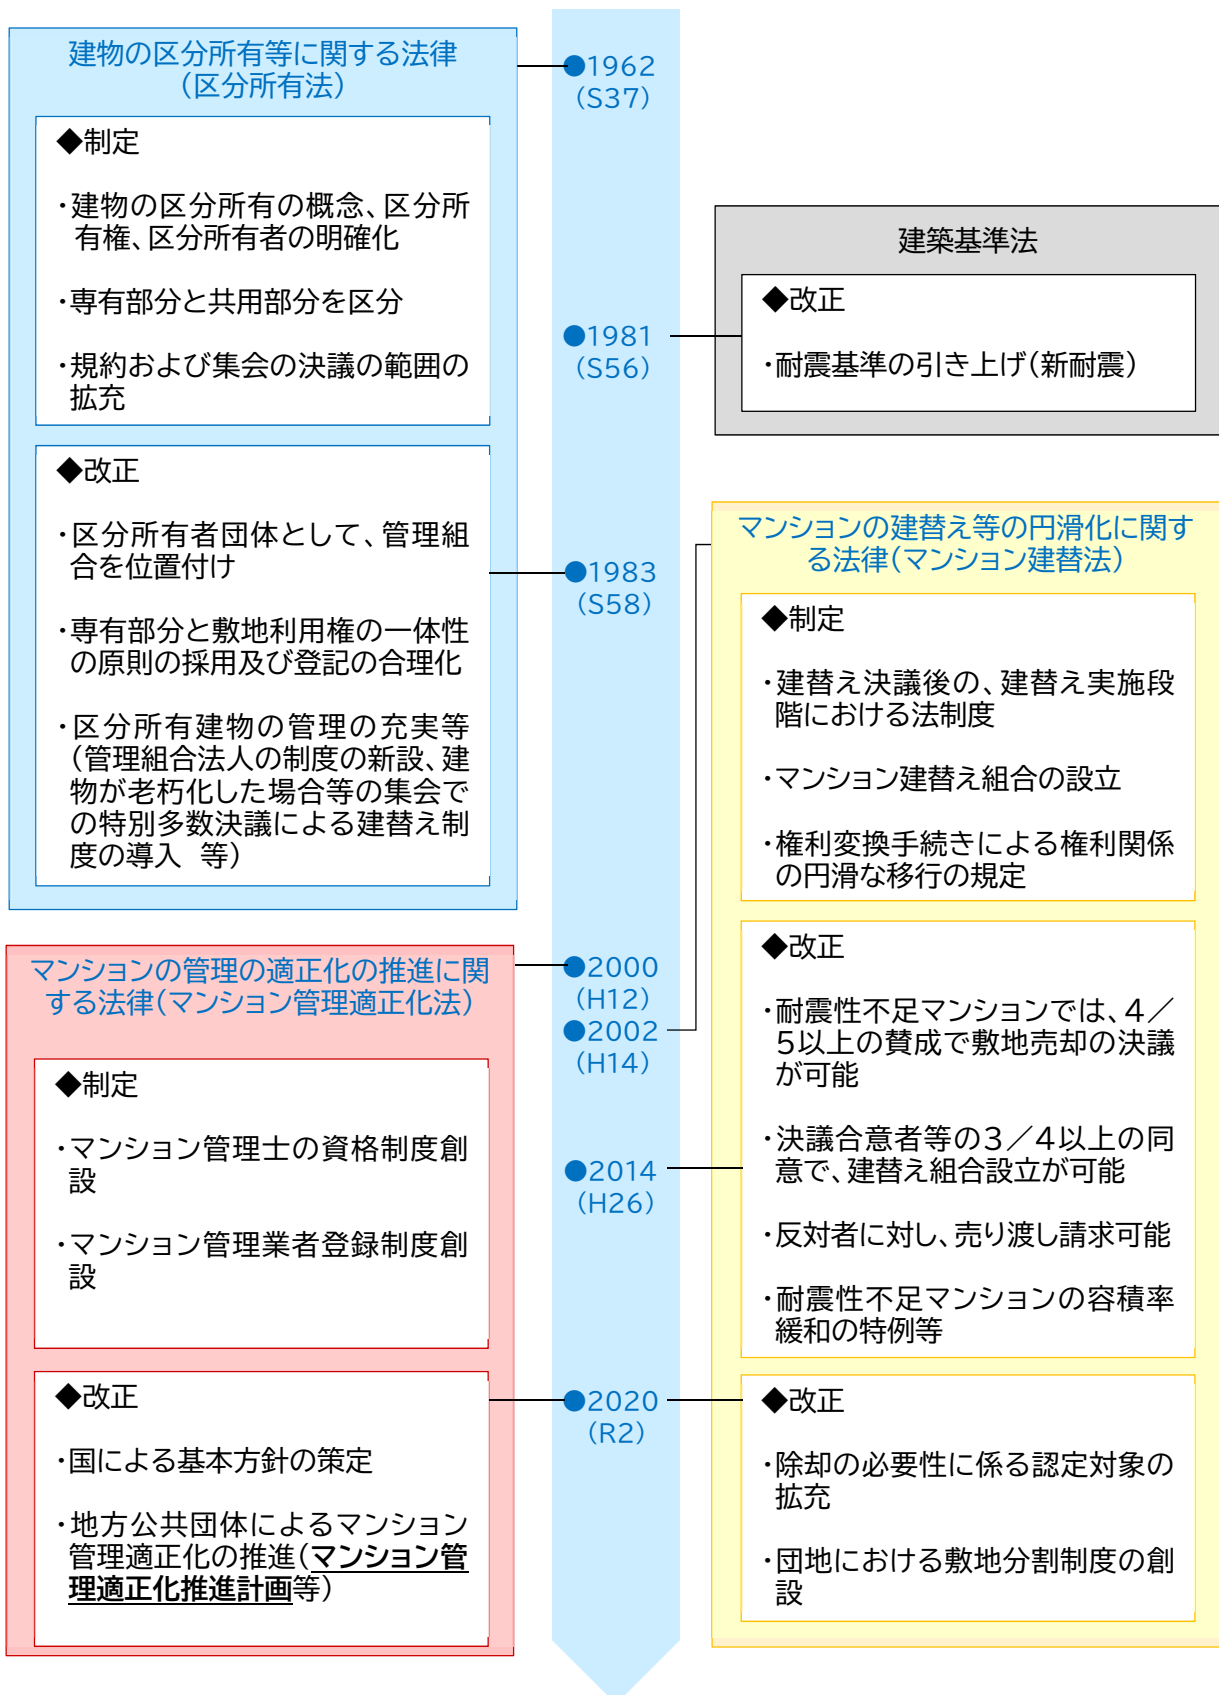 建物の区分所有等に関する法律
（区分所有法）
◆制定
・建物の区分所有の概念、区分所
有権、区分所有者の明確化
・専有部分と共用部分を区分
・規約および集会の決議の範囲の
拡充
◆改正
・区分所有者団体として、管理組
合を位置付け
・専有部分と敷地利用権の一体性
の原則の採用及び登記の合理化
・区分所有建物の管理の充実等
（管理組合法人の制度の新設、建
物が老朽化した場合等の集会で
の特別多数決議による建替え制
度の導入　等）
マンションの管理の適正化の推進に関
する法律（マンション管理適正化法）
◆制定
・マンション管理士の資格制度創
設
・マンション管理業者登録制度創
設
◆改正
・国による基本方針の策定
・地方公共団体によるマンション
管理適正化の推進（マンション管
理適正化推進計画等）
●1962
（S37）
●1981
（S56）
●1983
（S58）
●2000
（H12）
●2002
（H14）
●2014
（H26）
●2020
（R2）
建築基準法
◆改正
・耐震基準の引き上げ（新耐震）
マンションの建替え等の円滑化に関す
る法律（マンション建替法）
◆制定
・建替え決議後の、建替え実施段
階における法制度
・マンション建替え組合の設立
・権利変換手続きによる権利関係
の円滑な移行の規定
◆改正
・耐震性不足マンションでは、４／
５以上の賛成で敷地売却の決議
が可能
・決議合意者等の３／４以上の同
意で、建替え組合設立が可能
・反対者に対し、売り渡し請求可能
・耐震性不足マンションの容積率
緩和の特例等
◆改正
・除却の必要性に係る認定対象の
拡充
・団地における敷地分割制度の創
設